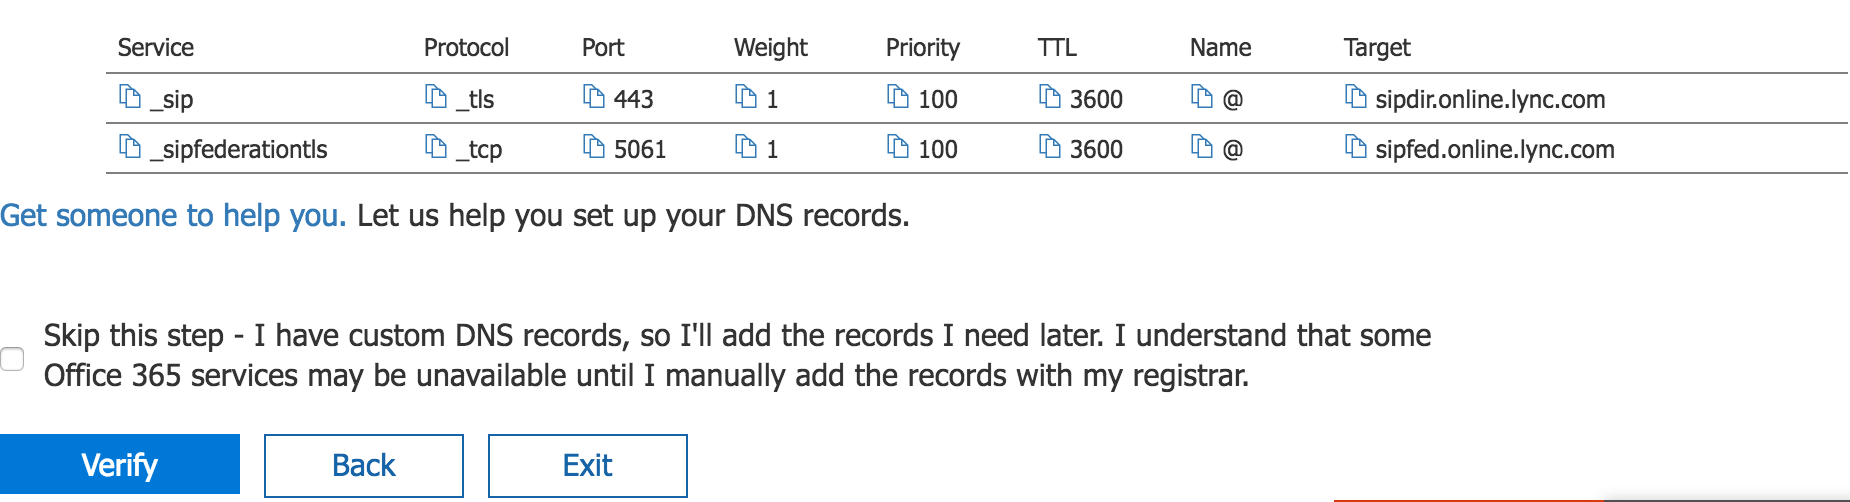 Service Protocol Port Weight Priority TTL Name Target
_sip _tls 443 1 100 3600 @ sipdir.online.lync.com
_sipfederationtls _tcp 5061 1 100 3600 @ sipfed.online.lync.com
Get someone to help you. Let us help you set up your DNS records.
Skip this step - I have custom DNS records, so I'll add the records I need later. I understand that some
Office 365 services may be unavailable until I manually add the records with my registrar.
Verify Back Exit